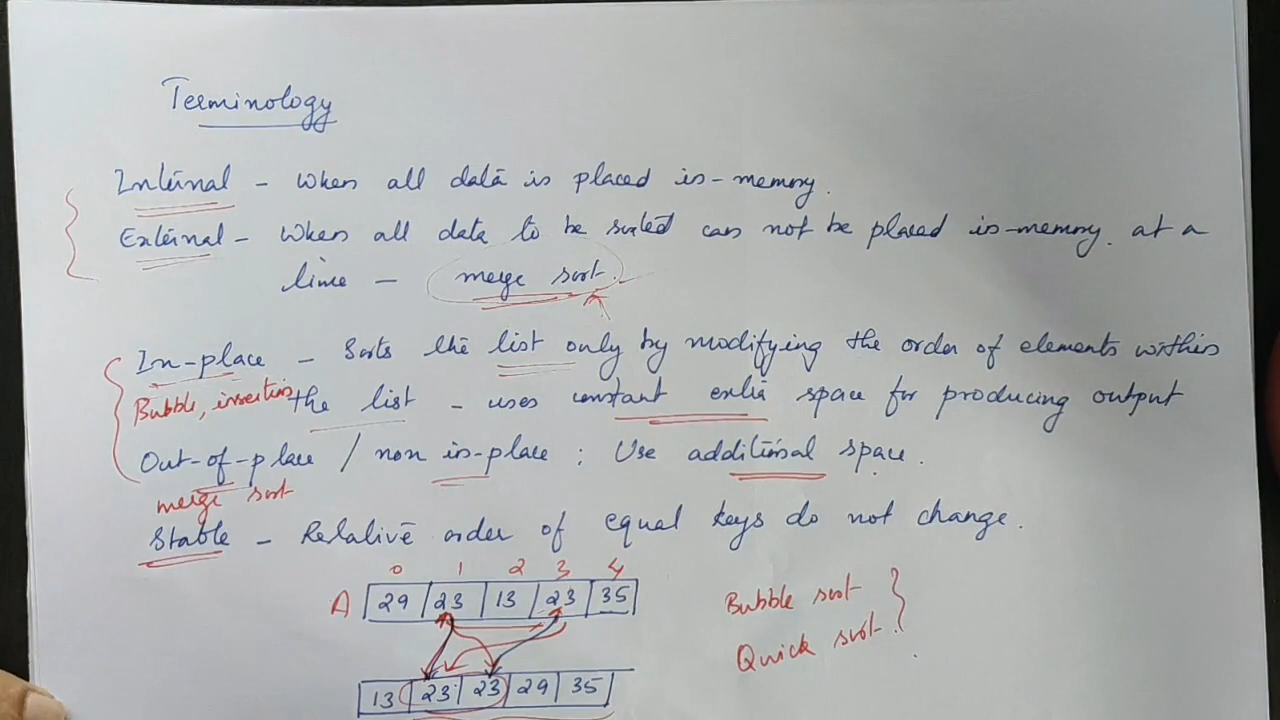 Terminology
Internal - When all data is placed in-memory.
External - When all data to be sorted can not be placed in-memory. at a
time - merge sort.
In-place - Sorts the list only by modifying the order of elements within
Bubble, insertion
the list - uses constant extra space for producing output
Out-of-place / non in-place : Use additional space.
merge sort
Stable - Relative order of equal keys do not change.
0 1 2 3 4
A 29 23 13 23 35
Bubble sort
Quick sort.
13 23 23 29 35